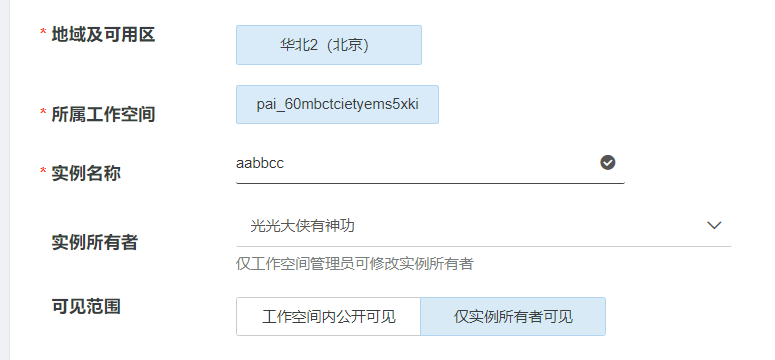 * 地域及可用区 华北2（北京）
* 所属工作空间 pai_60mbctcietyems5xki
* 实例名称 aabbcc
实例所有者 光光大侠有神功
仅工作空间管理员可修改实例所有者
可见范围 工作空间内公开可见 仅实例所有者可见